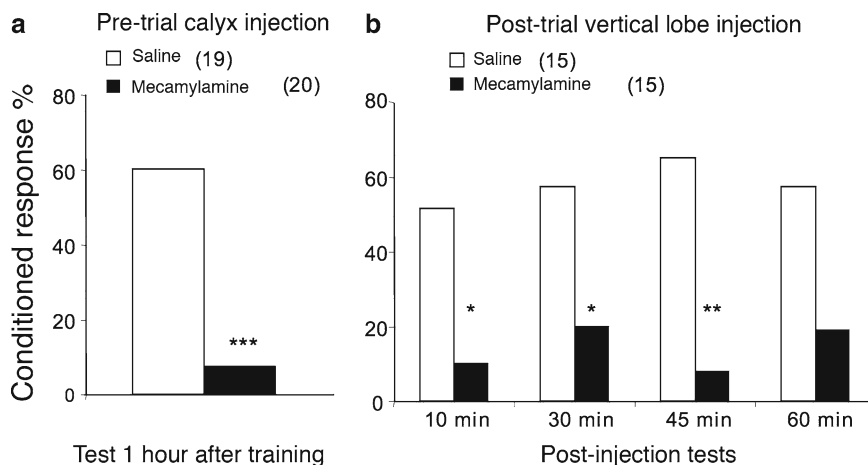 a Pre-trial calyx injection
Saline (19)
Mecamylamine (20)
Conditioned response %
80
60
40
20
0
***
Test 1 hour after training
b Post-trial vertical lobe injection
Saline (15)
Mecamylamine (15)
80
60
40
20
0
* * **
10 min 30 min 45 min 60 min
Post-injection tests